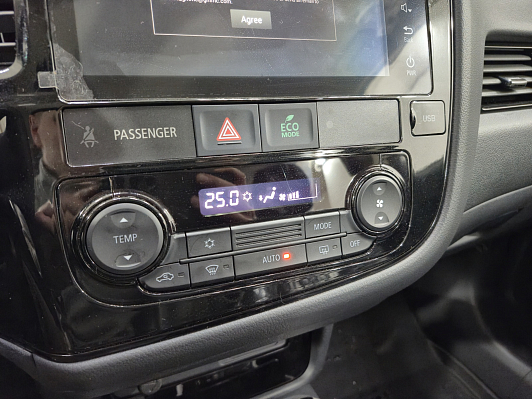 Agree
PASSENGER
ECO
MODE
USB
25.0
TEMP
MODE
AUTO
OFF